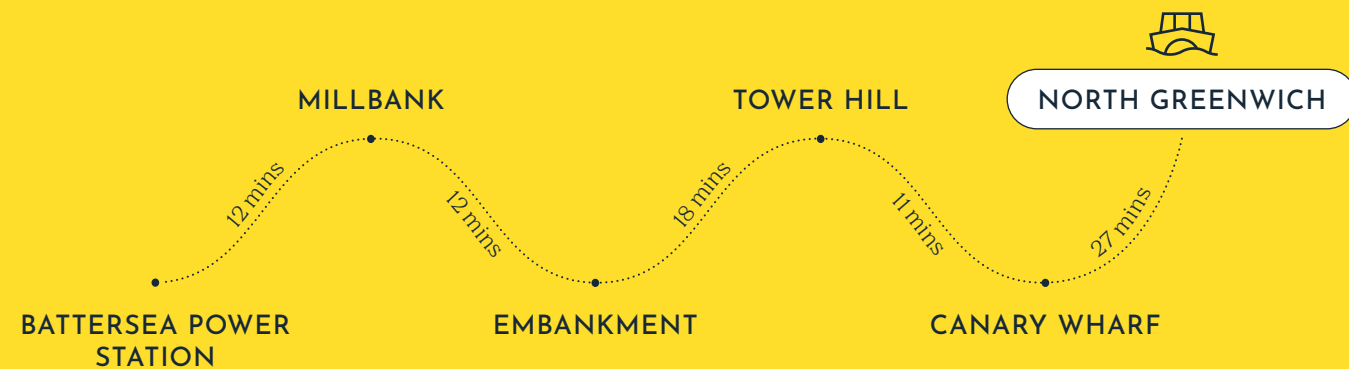 MILLBANK
TOWER HILL
NORTH GREENWICH
12 mins
12 mins
18 mins
11 mins
27 mins
BATTERSEA POWER
STATION
EMBANKMENT
CANARY WHARF